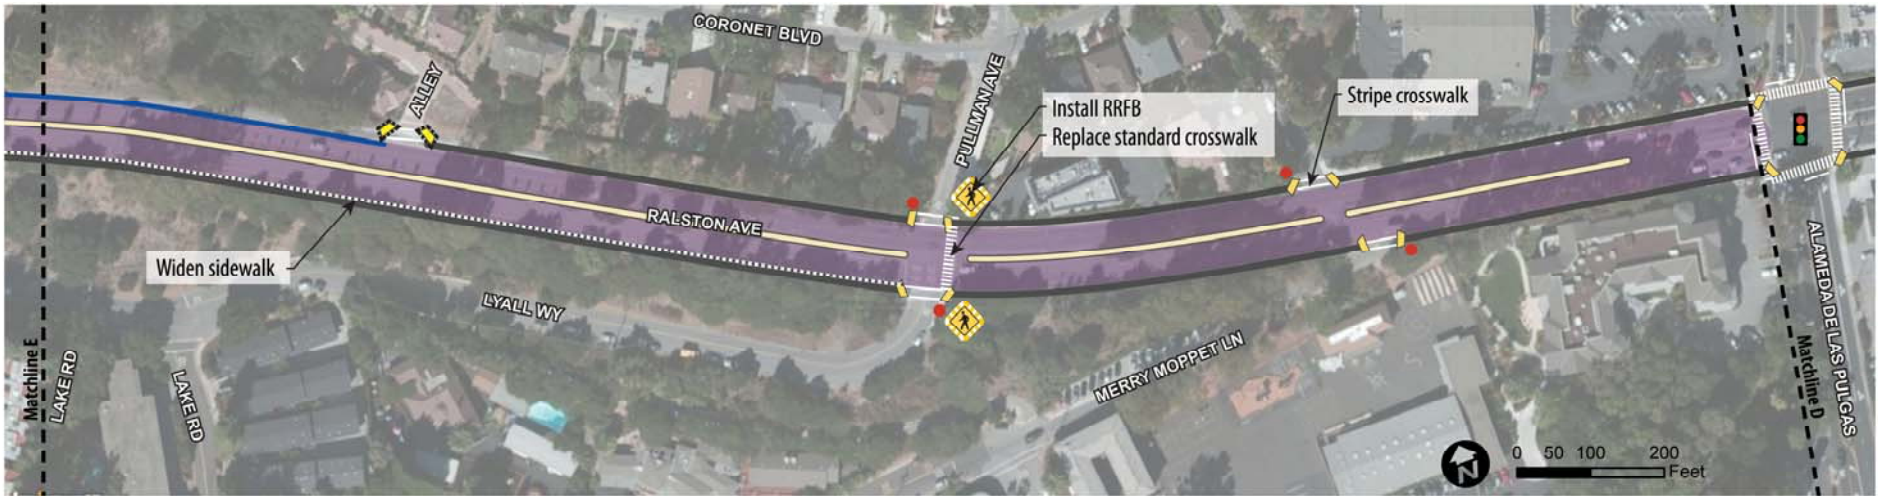 CORONET BLVD
ALLEY
PULLMAN AVE
Install RRFB
Replace standard crosswalk
Stripe crosswalk
RALSTON AVE
Widen sidewalk
LYALL WY
MERRY MOPPET LN
Matchline E
LAKE RD
LAKE RD
Matchline D
ALAMEDA DE LAS PULGAS
N
0 50 100 200
Feet